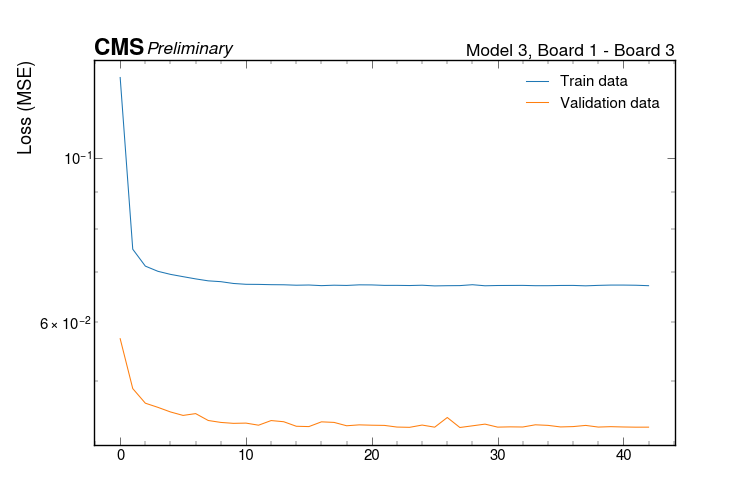 CMS Preliminary Model 3, Board 1 - Board 3
Loss (MSE)
Train data
Validation data
10⁻¹
6 × 10⁻²
0 10 20 30 40